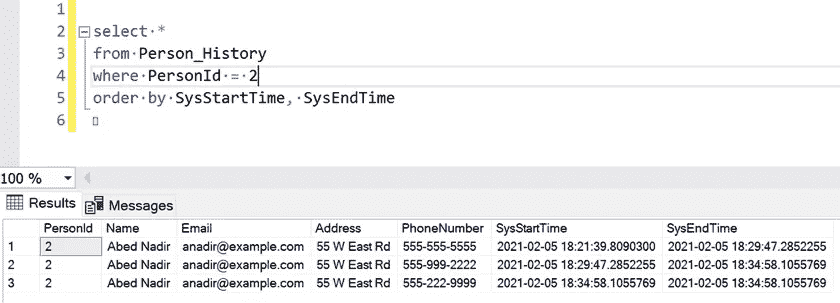 1
2 select *
3 from Person_History
4 where PersonId = 2
5 order by SysStartTime, SysEndTime
6
100 %
Results Messages
PersonId Name Email Address PhoneNumber SysStartTime SysEndTime
1 2 Abed Nadir anadir@example.com 55 W East Rd 555-555-5555 2021-02-05 18:21:39.8090300 2021-02-05 18:29:47.2852255
2 2 Abed Nadir anadir@example.com 55 W East Rd 555-999-2222 2021-02-05 18:29:47.2852255 2021-02-05 18:34:58.1055769
3 2 Abed Nadir anadir@example.com 55 W East Rd 555-222-9999 2021-02-05 18:34:58.1055769 2021-02-05 18:34:58.1055769